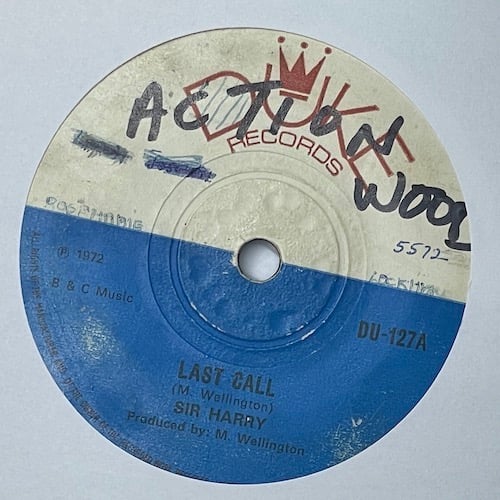 DUKE
RECORDS
ACTION
WOOD
5572
℗ 1972
B & C Music
DU-127A
LAST CALL
(M. Wellington)
SIR HARRY
Produced by: M. Wellington